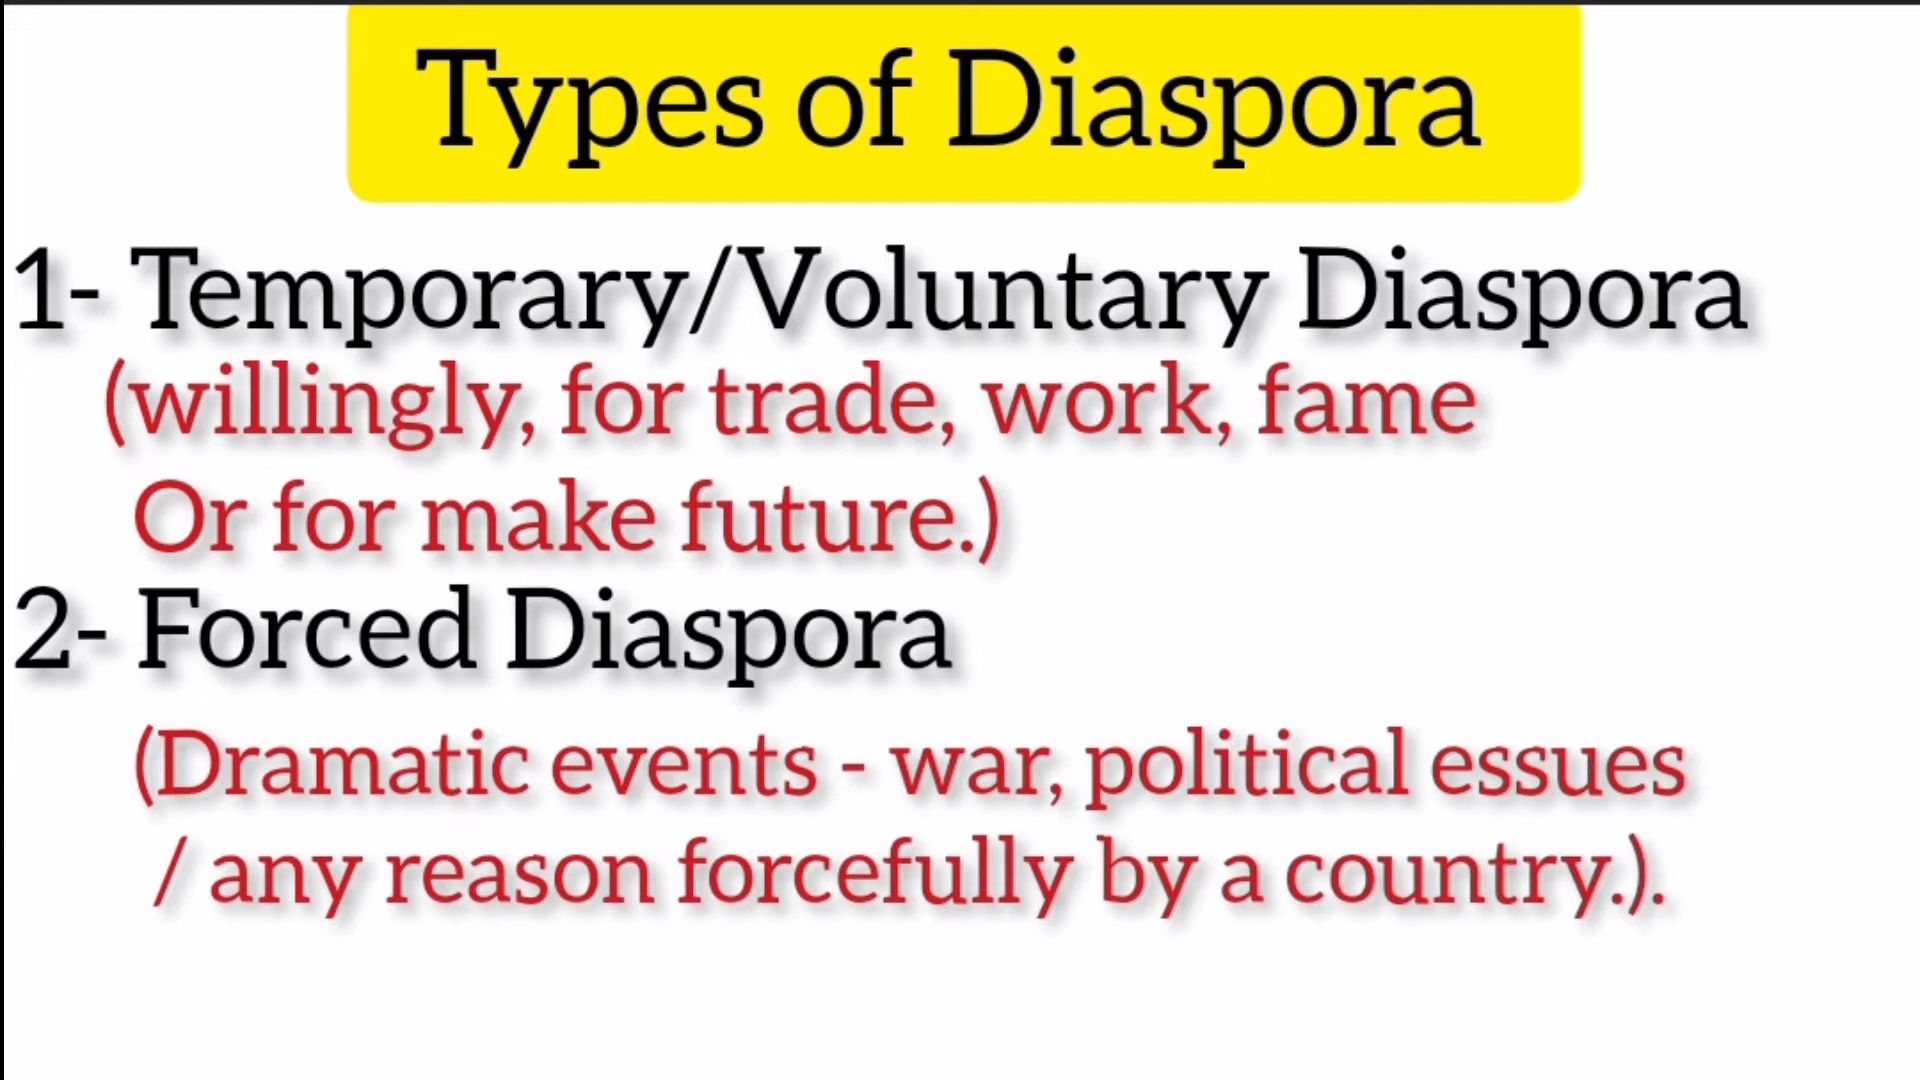 Types of Diaspora
1- Temporary/Voluntary Diaspora
(willingly, for trade, work, fame
Or for make future.)
2- Forced Diaspora
(Dramatic events - war, political essues
/ any reason forcefully by a country.).